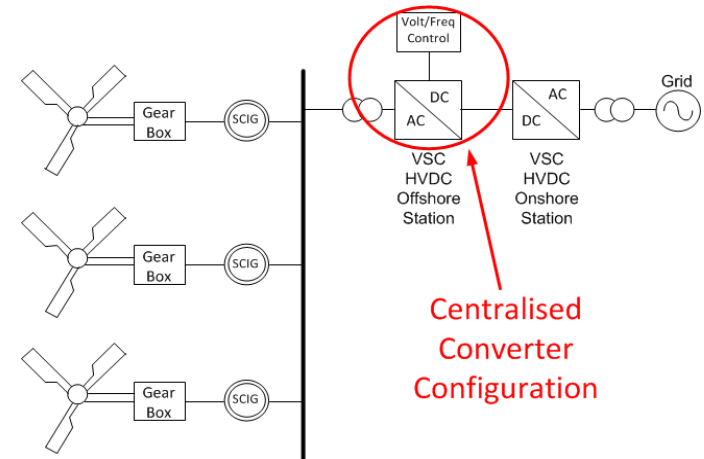 Volt/Freq
Control
DC
AC
AC
DC
Grid
Gear
Box
SCIG
VSC
HVDC
Offshore
Station
VSC
HVDC
Onshore
Station
Gear
Box
SCIG
Centralised
Converter
Configuration
Gear
Box
SCIG